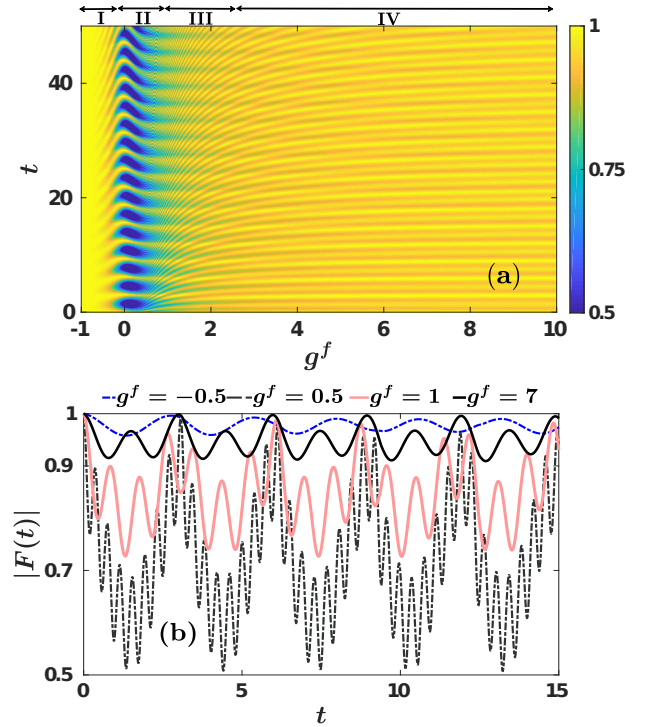 I II III IV
1
0.75
0.5
40
20
0
t
-1 0 2 4 6 8 10
g^f
(a)
g^f = −0.5 g^f = 0.5 g^f = 1 g^f = 7
1
0.9
0.7
0.5
|F(t)|
(b)
0 5 10 15
t